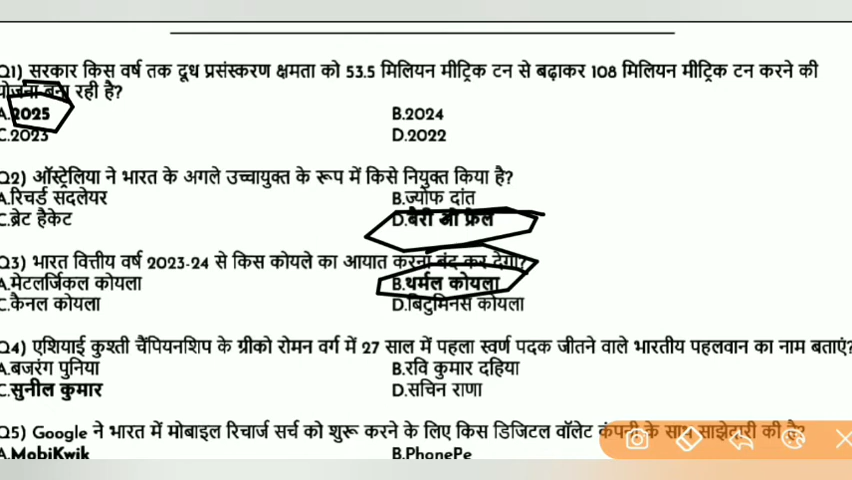 Q1) सरकार किस वर्ष तक दूध प्रसंस्करण क्षमता को 53.5 मिलियन मीट्रिक टन से बढ़ाकर 108 मिलियन मीट्रिक टन करने की
योजना बना रही है?
A.2025 B.2024
C.2023 D.2022
Q2) ऑस्ट्रेलिया ने भारत के अगले उच्चायुक्त के रूप में किसे नियुक्त किया है?
A.रिचर्ड सदलेयर B.ज्योफ दांत
C.ब्रेट हैकेट D.बैरी ओ फ्रेल
Q3) भारत वित्तीय वर्ष 2023-24 से किस कोयले का आयात करना बंद कर देगा?
A.मेटलर्जिकल कोयला B.थर्मल कोयला
C.कैनल कोयला D.बिटुमिनस कोयला
Q4) एशियाई कुश्ती चैंपियनशिप के ग्रीको रोमन वर्ग में 27 साल में पहला स्वर्ण पदक जीतने वाले भारतीय पहलवान का नाम बताएं?
A.बजरंग पुनिया B.रवि कुमार दहिया
C.सुनील कुमार D.सचिन राणा
Q5) Google ने भारत में मोबाइल रिचार्ज सर्च को शुरू करने के लिए किस डिजिटल वॉलेट कंपनी के साथ साझेदारी की है?
A.MobiKwik B.PhonePe